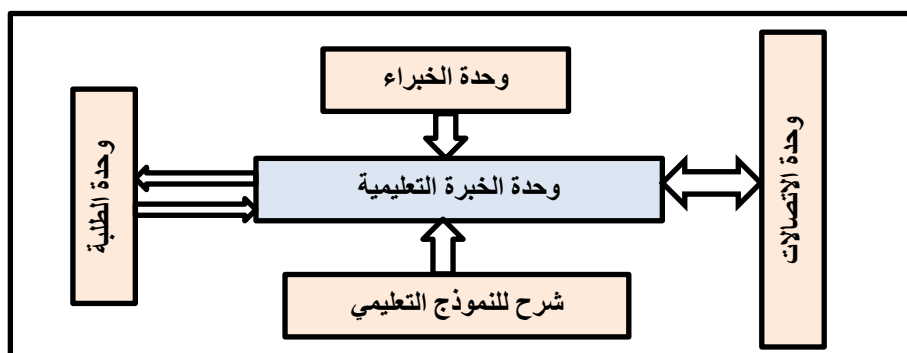 وحدة الخبراء
وحدة الاتصالات
وحدة الخبرة التعليمية
وحدة الطلبة
شرح للنموذج التعليمي